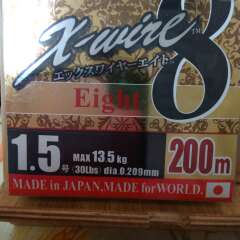 X-wire 8™
エックスワイヤーエイト
Eight
1.5号 MAX 13.5kg (30Lbs) dia.0.209mm 200m
MADE in JAPAN, MADE for WORLD.